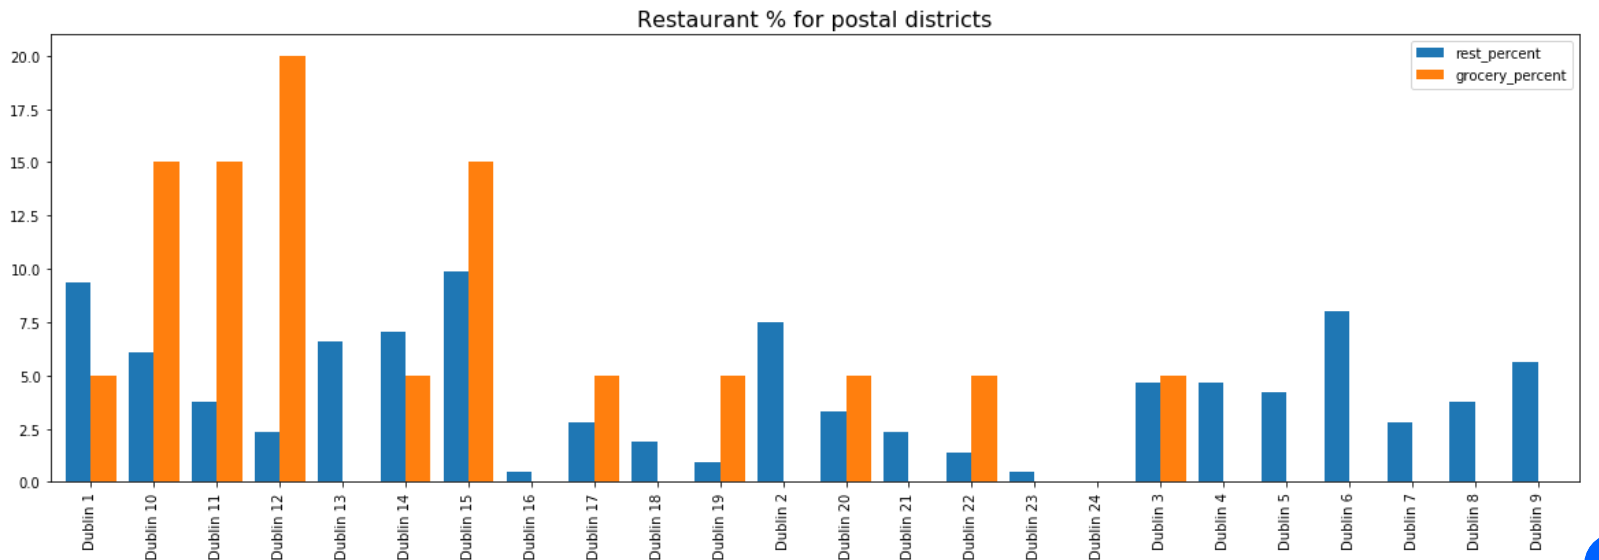 Restaurant % for postal districts
rest_percent
grocery_percent
20.0
17.5
15.0
12.5
10.0
7.5
5.0
2.5
0.0
Dublin 1
Dublin 10
Dublin 11
Dublin 12
Dublin 13
Dublin 14
Dublin 15
Dublin 16
Dublin 17
Dublin 18
Dublin 19
Dublin 2
Dublin 20
Dublin 21
Dublin 22
Dublin 23
Dublin 24
Dublin 3
Dublin 4
Dublin 5
Dublin 6
Dublin 7
Dublin 8
Dublin 9